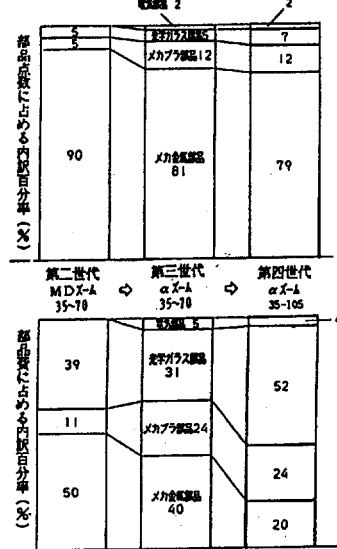 電気部品 2
2
5
5
光学ガラス部品5
7
メカプラ部品12
12
90
メカ金属部品
81
79
部品点数に占める内訳百分率(%)
第二世代
MDズーム
35~70
⇨
第三世代
αズーム
35~70
⇨
第四世代
αズーム
35-105
電気部品 5
39
光学ガラス部品
31
52
11
メカプラ部品24
24
50
メカ金属部品
40
20
部品費に占める内訳百分率(%)